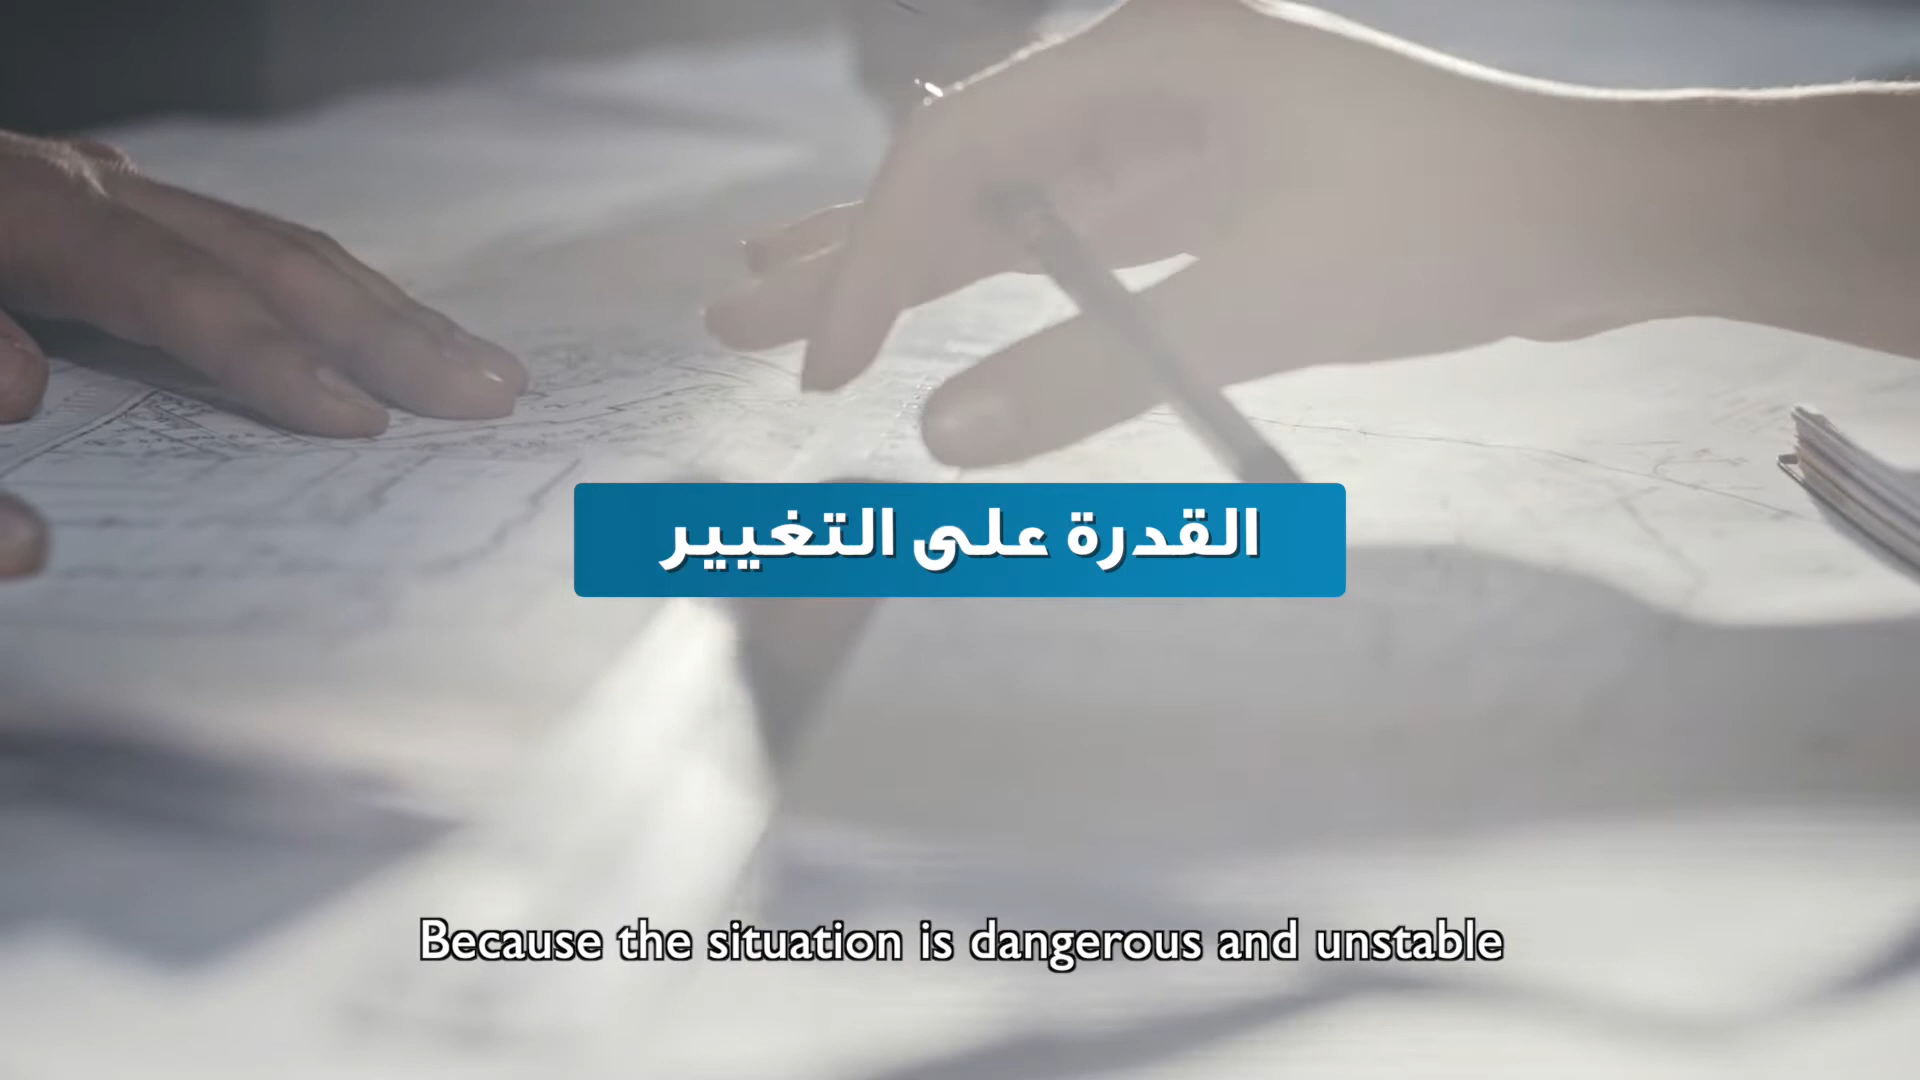 القدرة على التغيير
Because the situation is dangerous and unstable